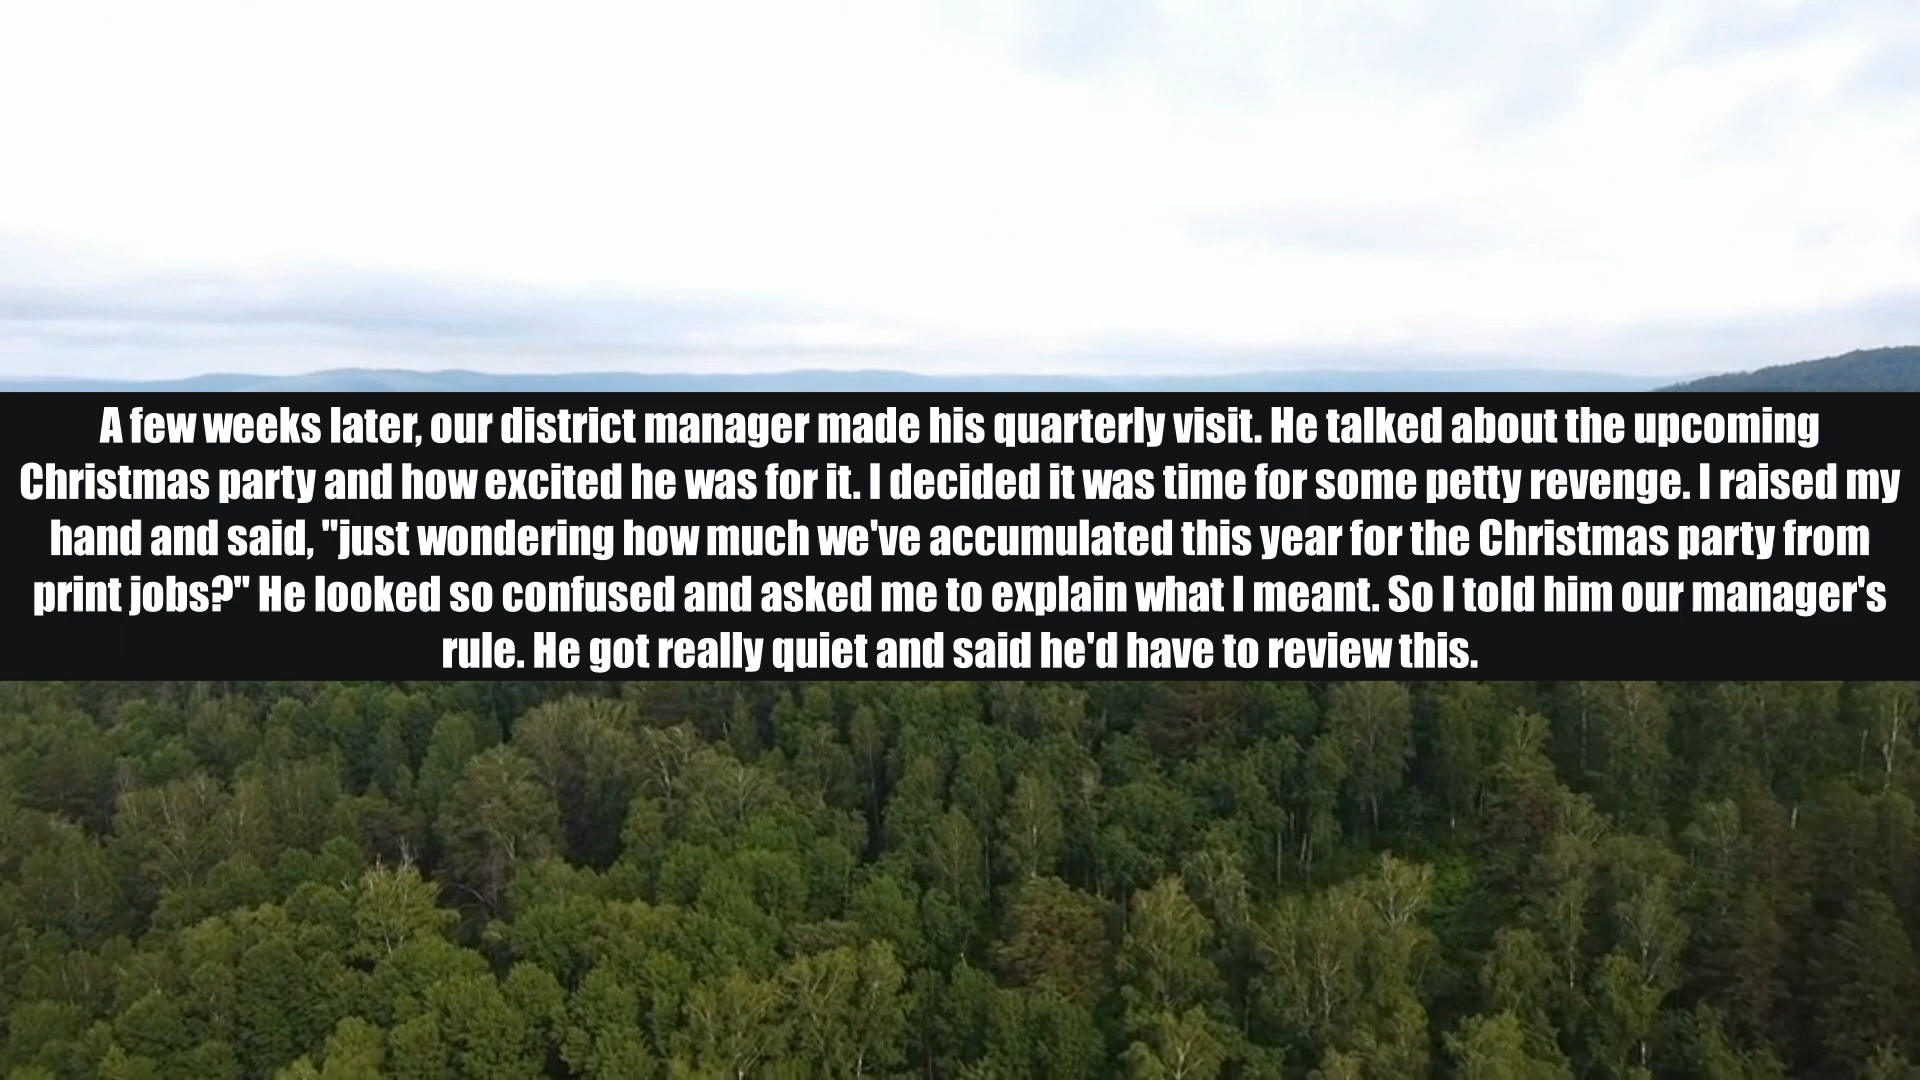 A few weeks later, our district manager made his quarterly visit. He talked about the upcoming
Christmas party and how excited he was for it. I decided it was time for some petty revenge. I raised my
hand and said, "just wondering how much we've accumulated this year for the Christmas party from
print jobs?" He looked so confused and asked me to explain what I meant. So I told him our manager's
rule. He got really quiet and said he'd have to review this.